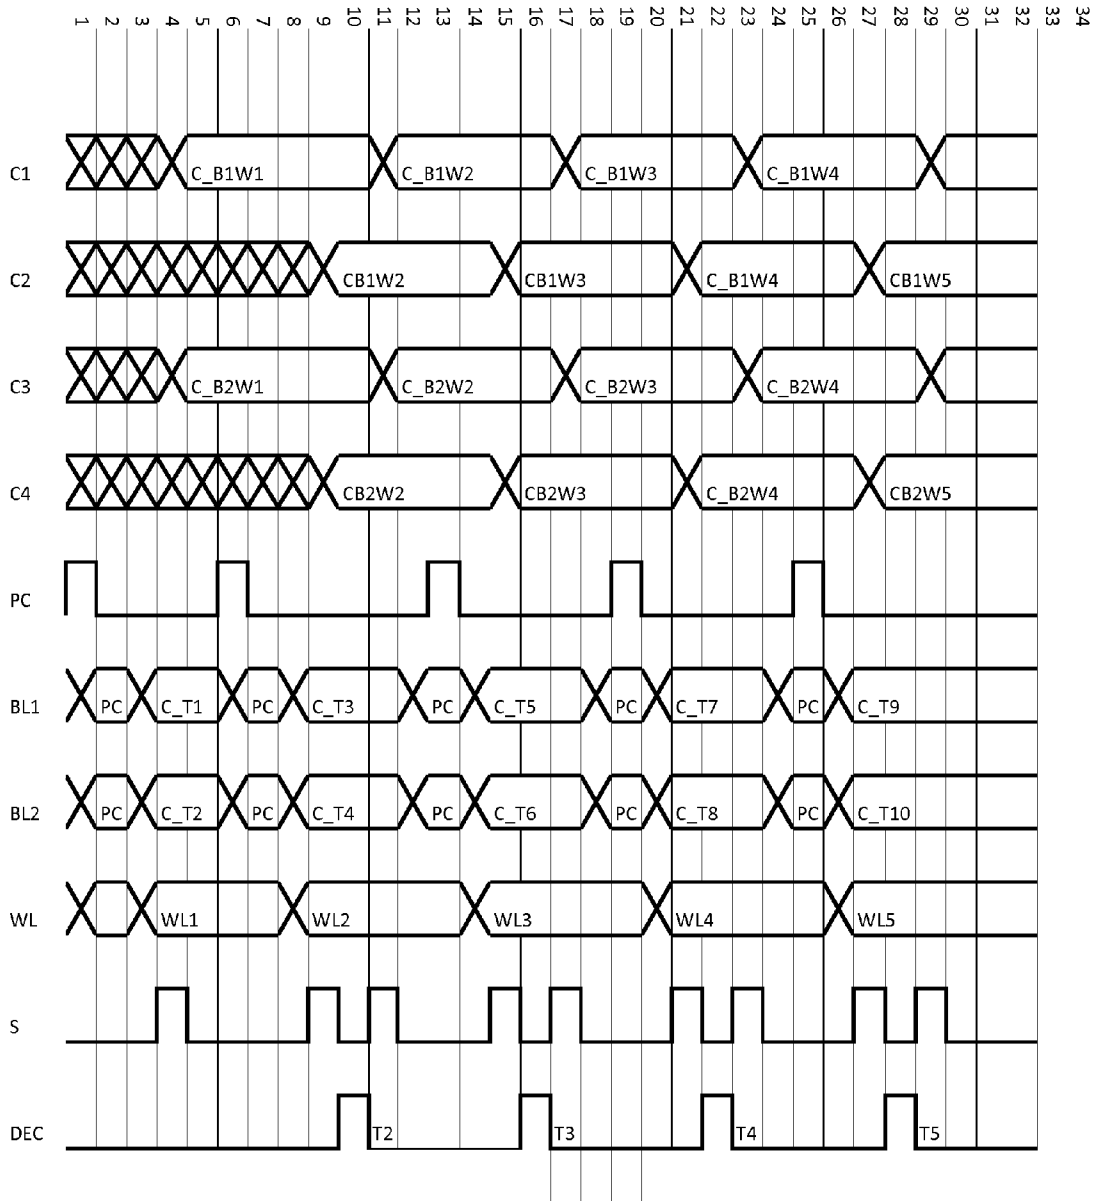 1 2 3 4 5 6 7 8 9 10 11 12 13 14 15 16 17 18 19 20 21 22 23 24 25 26 27 28 29 30 31 32 33 34
C1 C_B1W1 C_B1W2 C_B1W3 C_B1W4
C2 CB1W2 CB1W3 C_B1W4 CB1W5
C3 C_B2W1 C_B2W2 C_B2W3 C_B2W4
C4 CB2W2 CB2W3 C_B2W4 CB2W5
PC
BL1 PC C_T1 PC C_T3 PC C_T5 PC C_T7 PC C_T9
BL2 PC C_T2 PC C_T4 PC C_T6 PC C_T8 PC C_T10
WL WL1 WL2 WL3 WL4 WL5
S
DEC T2 T3 T4 T5